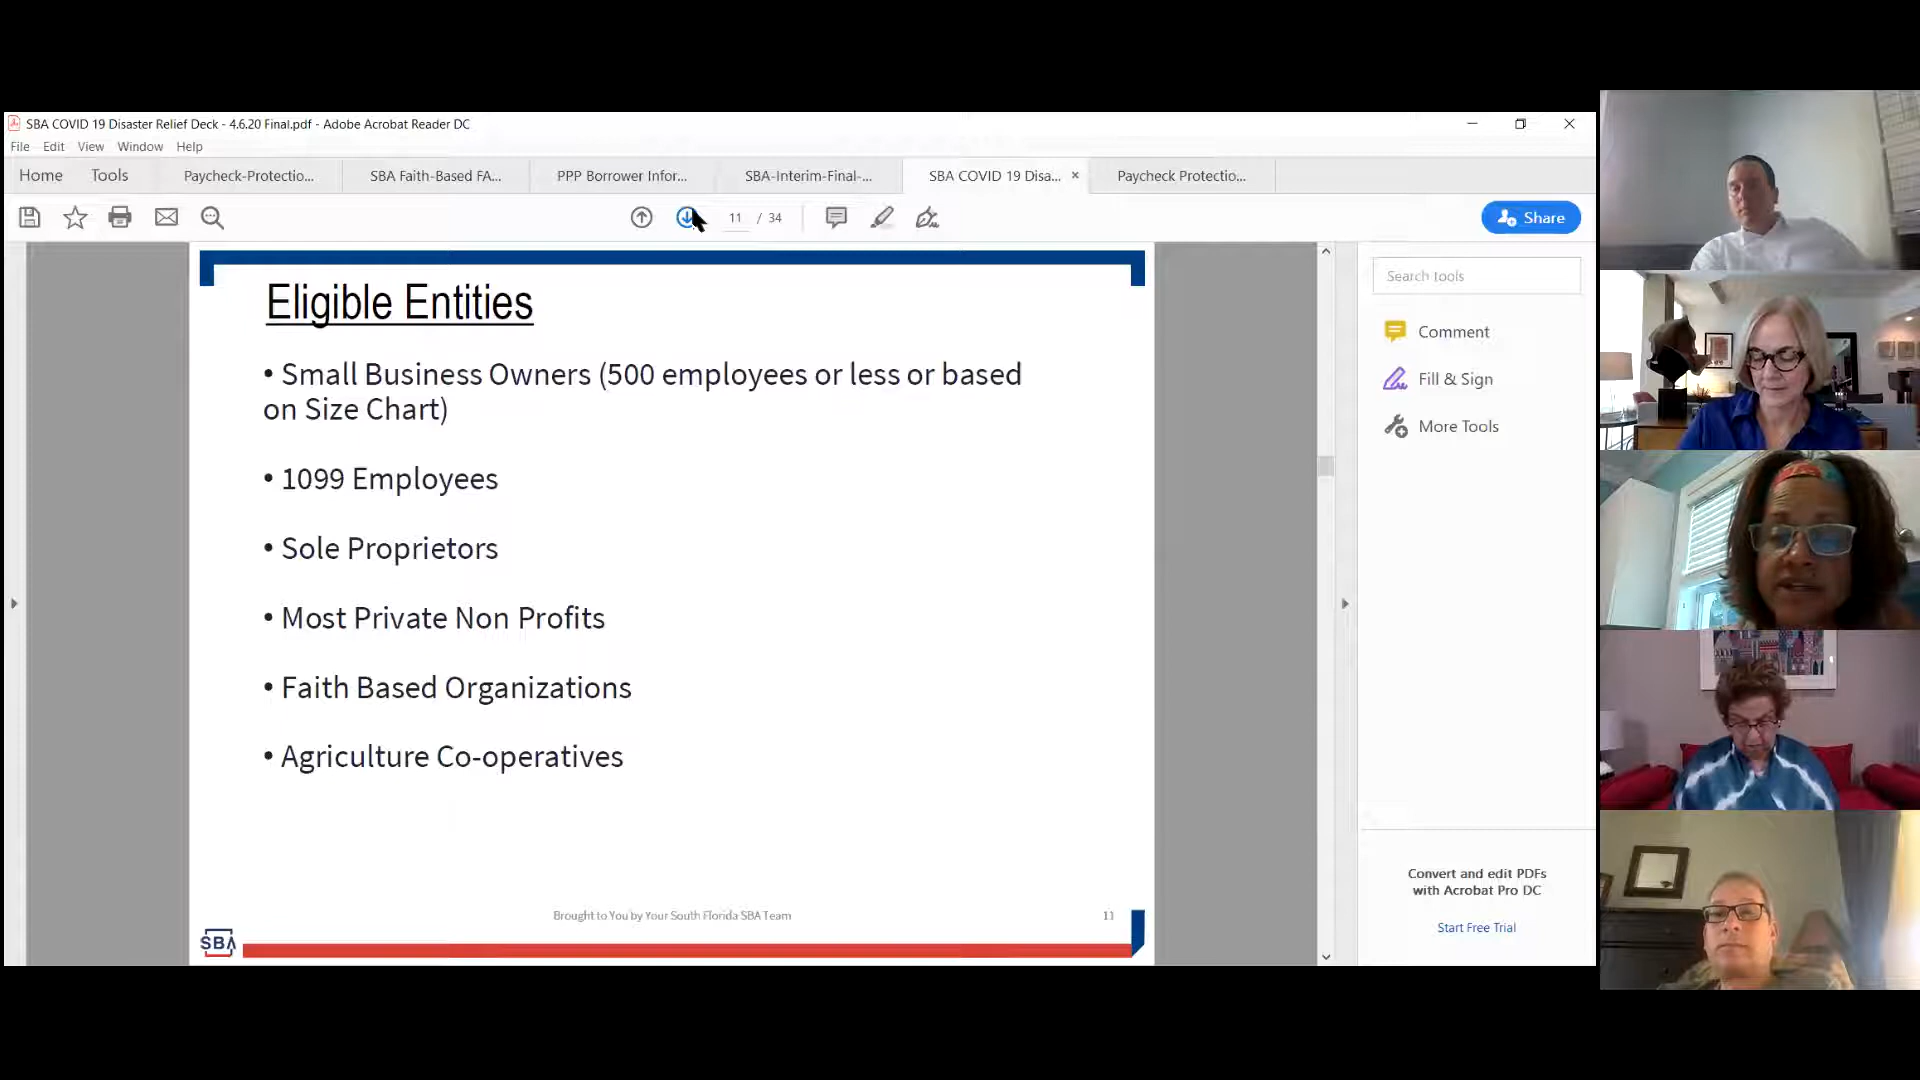 SBA COVID 19 Disaster Relief Deck - 4.6.20 Final.pdf - Adobe Acrobat Reader DC
File Edit View Window Help
Home Tools Paycheck-Protectio... SBA Faith-Based FA... PPP Borrower Infor... SBA-Interim-Final-... SBA COVID 19 Disa... × Paycheck Protectio...
11 / 34 Share
Eligible Entities
• Small Business Owners (500 employees or less or based
on Size Chart)
• 1099 Employees
• Sole Proprietors
• Most Private Non Profits
• Faith Based Organizations
• Agriculture Co-operatives
Brought to You by Your South Florida SBA Team 11
SBA
Search tools
Comment
Fill & Sign
More Tools
Convert and edit PDFs
with Acrobat Pro DC
Start Free Trial